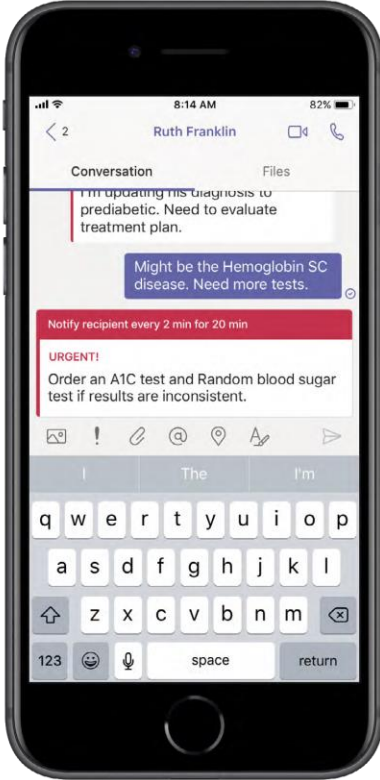 8:14 AM 82%
2 Ruth Franklin
Conversation Files
I'm updating his diagnosis to
prediabetic. Need to evaluate
treatment plan.
Might be the Hemoglobin SC
disease. Need more tests.
Notify recipient every 2 min for 20 min
URGENT!
Order an A1C test and Random blood sugar
test if results are inconsistent.
I The I'm
q w e r t y u i o p
a s d f g h j k l
z x c v b n m
123 space return